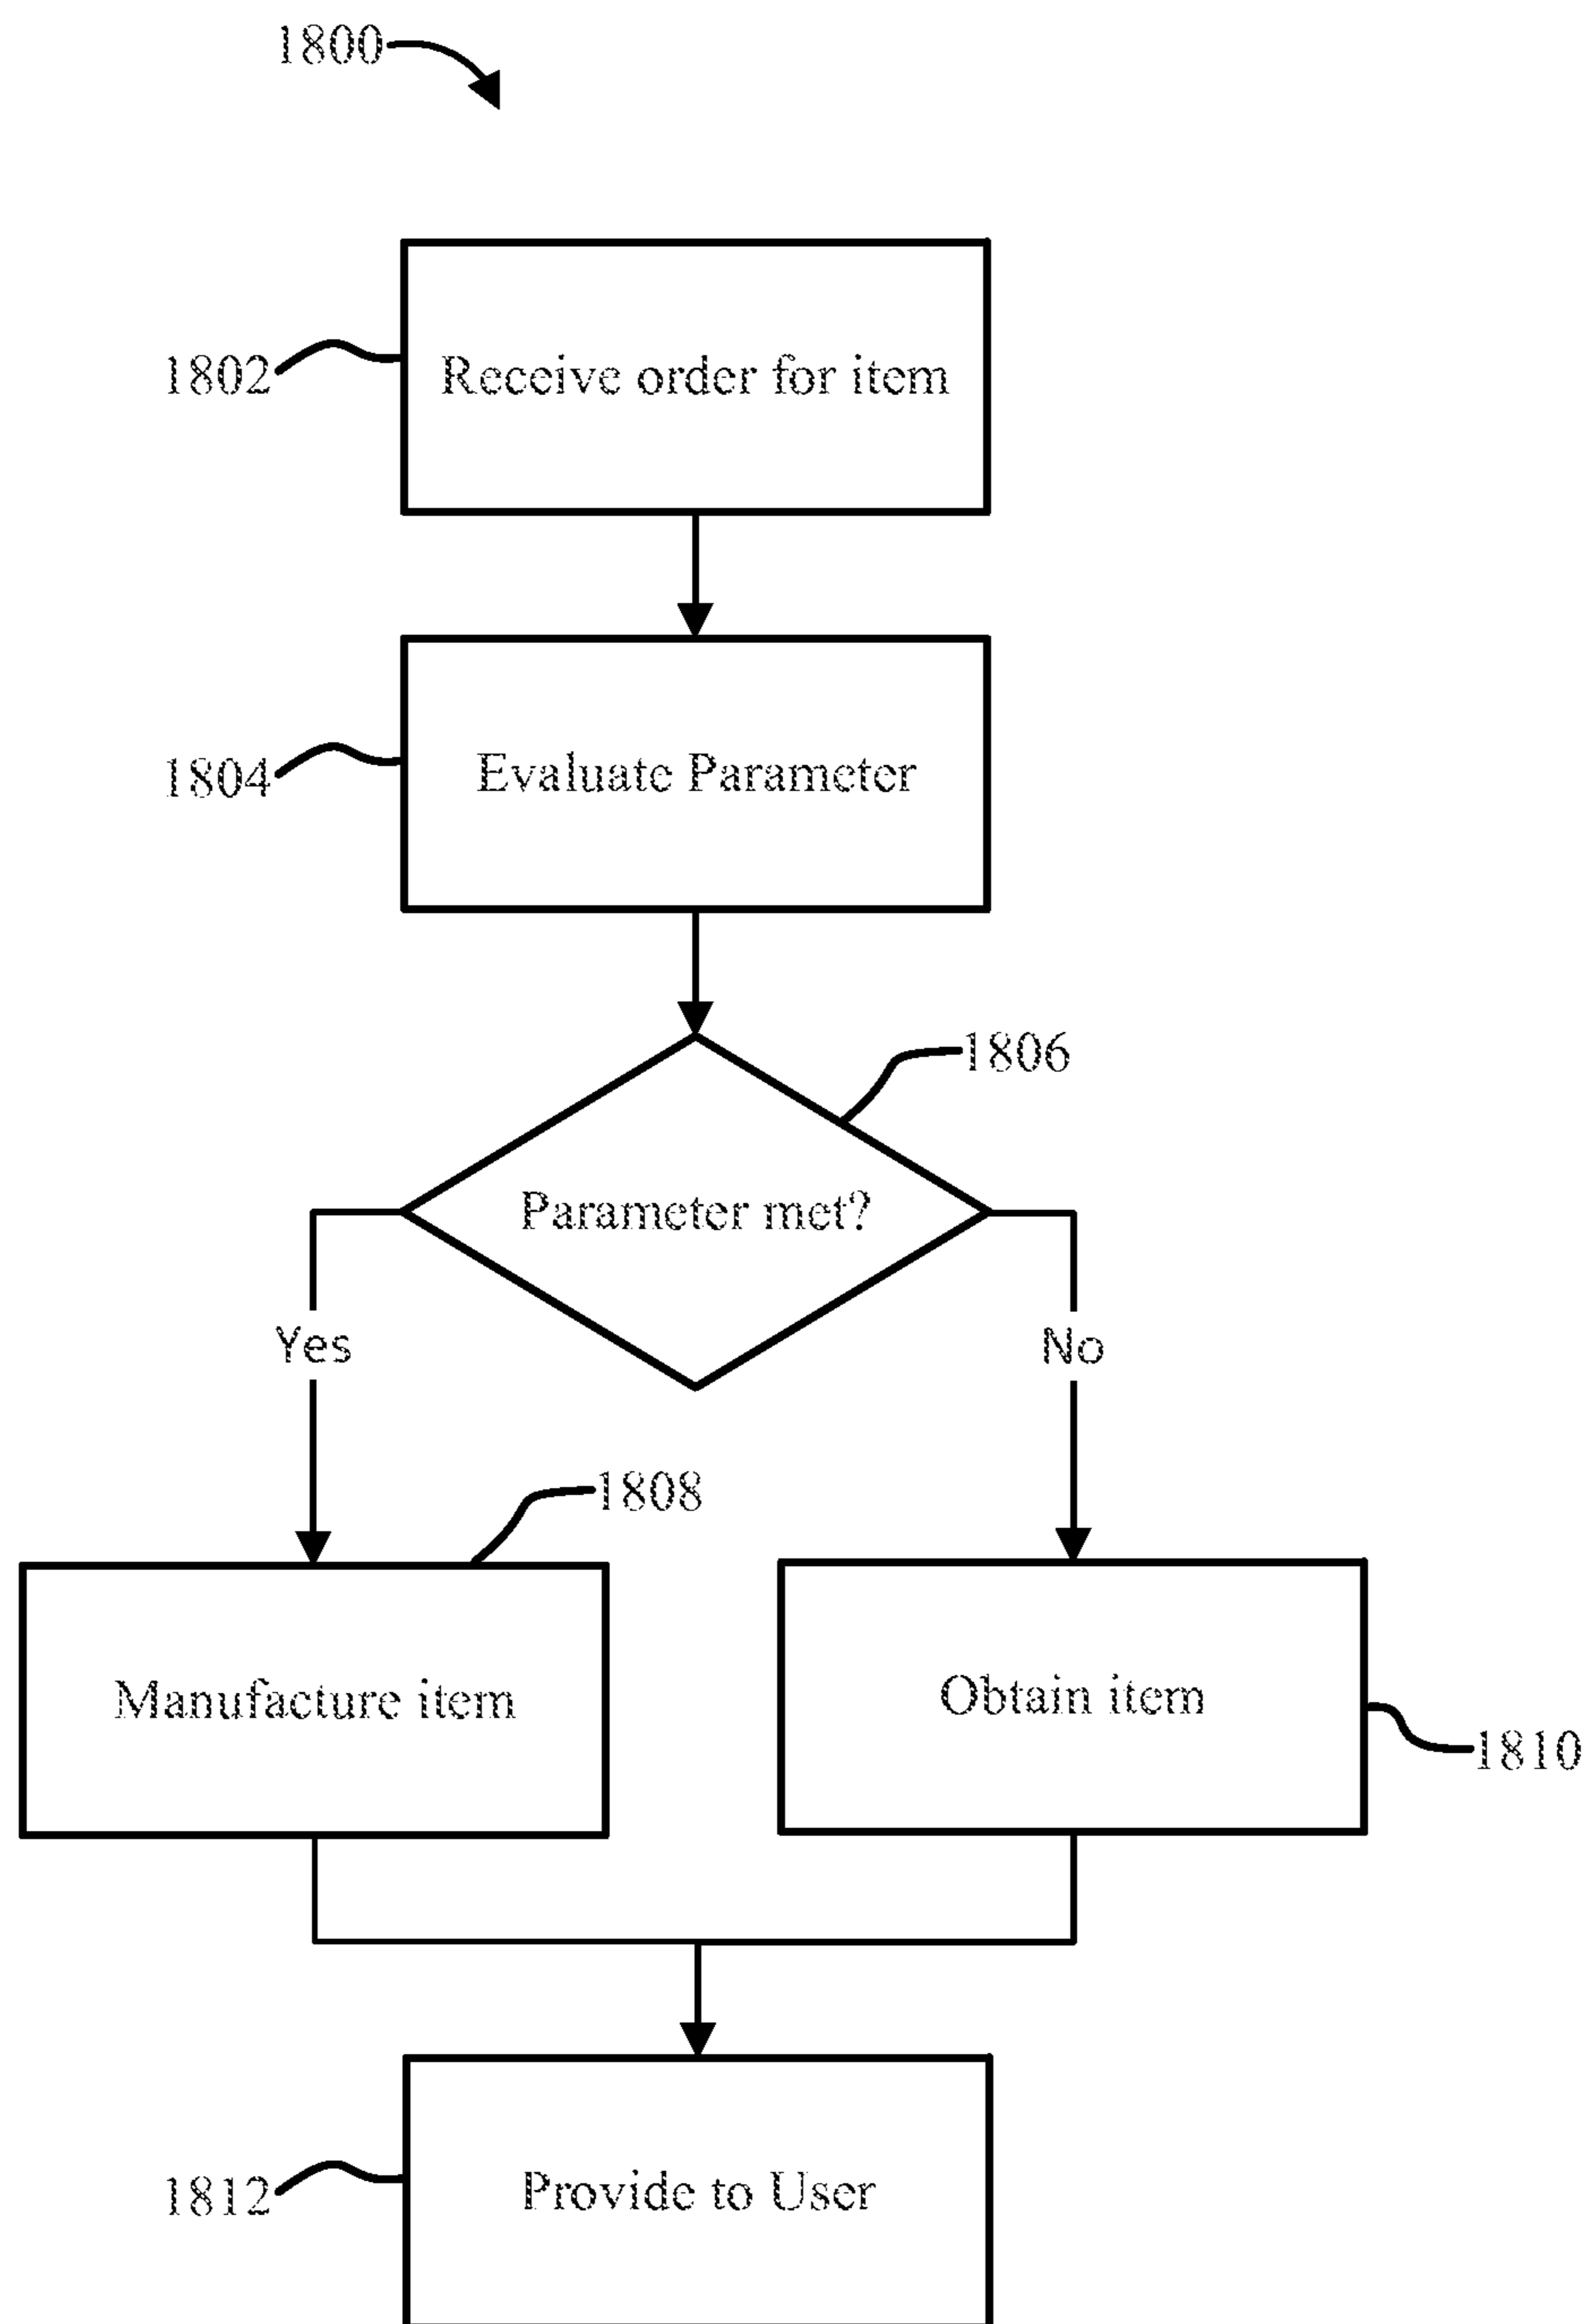 1800
1802
Receive order for item
1804
Evaluate Parameter
1806
Parameter met?
Yes
No
1808
Manufacture item
Obtain item
1810
1812
Provide to User